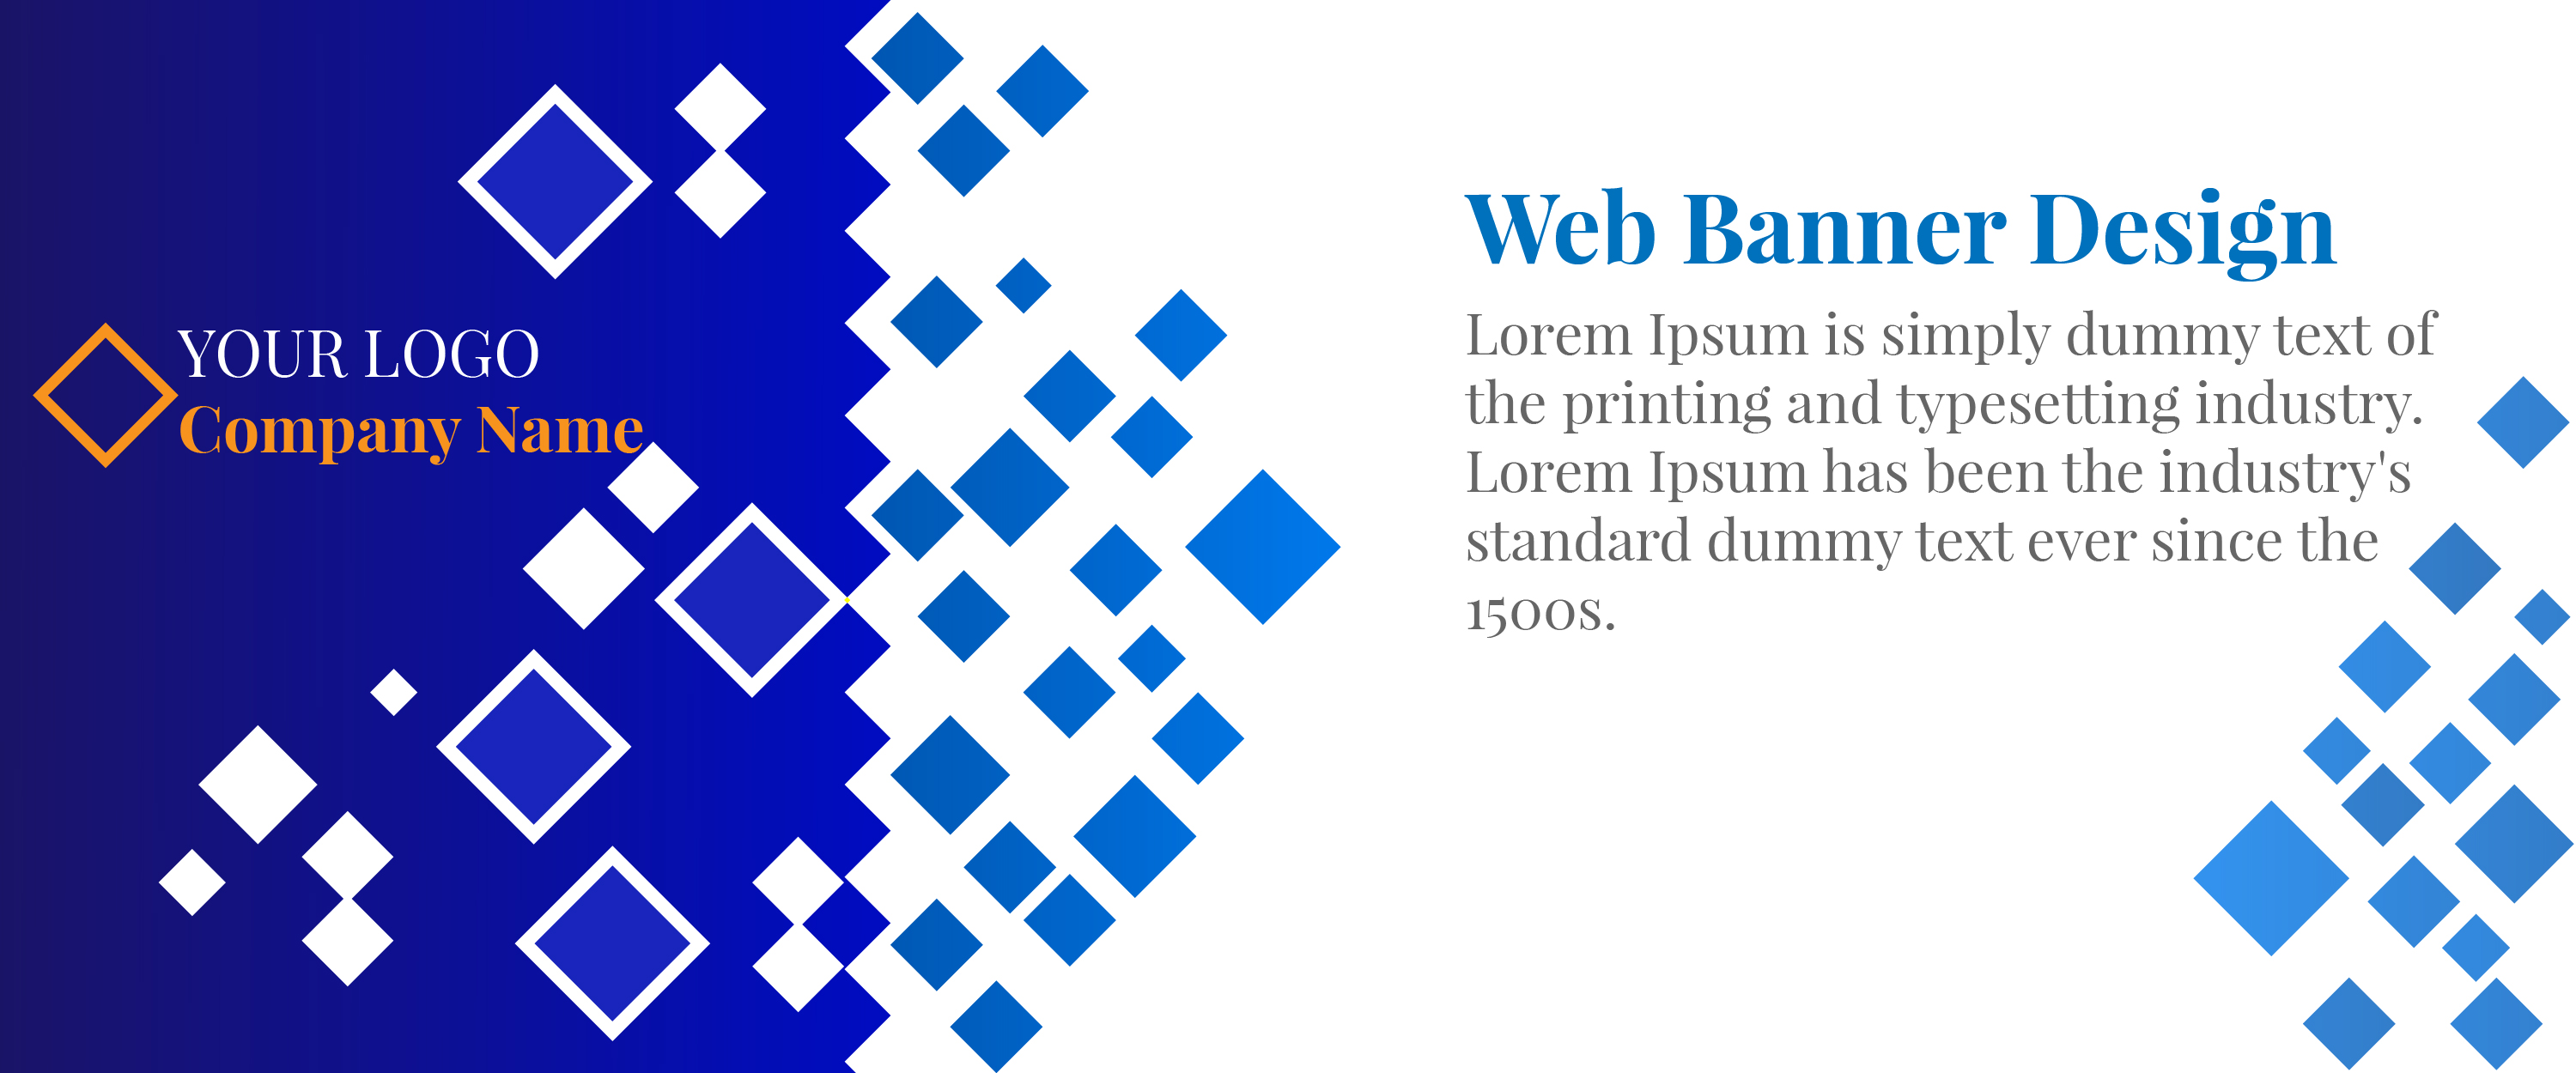 YOUR LOGO
Company Name
Web Banner Design
Lorem Ipsum is simply dummy text of
the printing and typesetting industry.
Lorem Ipsum has been the industry's
standard dummy text ever since the
1500s.